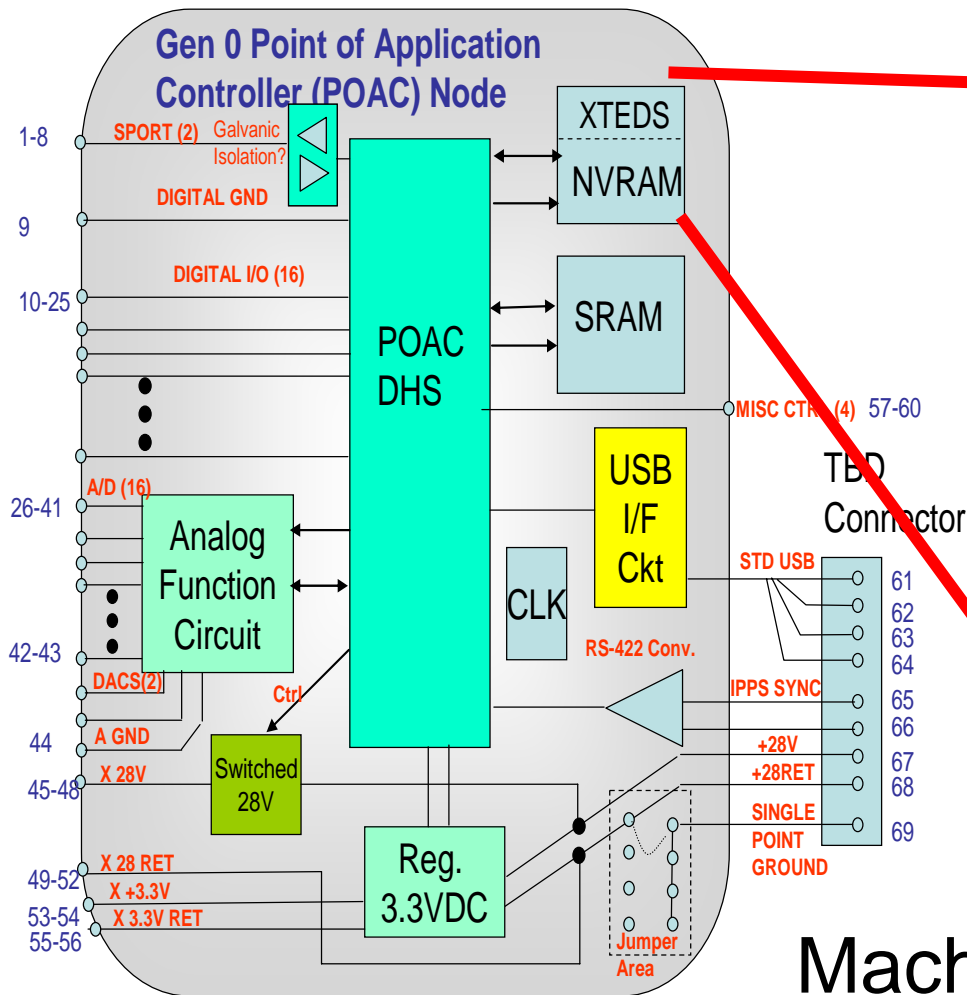 Gen 0 Point of Application
Controller (POAC) Node
1-8
SPORT (2)
Galvanic
Isolation?
XTEDS
NVRAM
DIGITAL GND
9
DIGITAL I/O (16)
10-25
POAC
DHS
SRAM
MISC CTRL (4)
57-60
A/D (16)
26-41
Analog
Function
Circuit
USB
I/F
Ckt
TBD
Connector
CLK
STD USB
61
62
63
64
42-43
DACS(2)
Ctrl
RS-422 Conv.
IPPS SYNC
65
66
44
A GND
+28V
67
X 28V
45-48
Switched
28V
+28RET
68
SINGLE
POINT
GROUND
69
Reg.
3.3VDC
X 28 RET
49-52
X +3.3V
53-54
X 3.3V RET
55-56
Jumper
Area
Mach